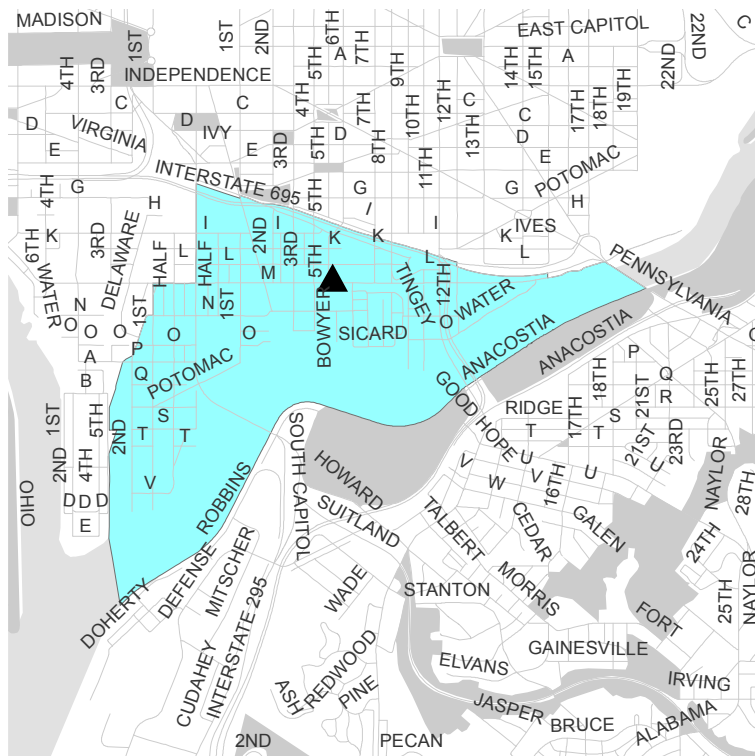 MADISON
1ST
1ST
2ND
6TH
A
7TH
EAST CAPITOL
22ND
C
4TH
3RD
INDEPENDENCE
5TH
9TH
14TH
15TH
A
22ND
C
C
4TH
7TH
10TH
12TH
C
13TH
C
17TH
18TH
19TH
D
VIRGINIA
D
IVY
6TH
D
D
E
E
3RD
5TH
8TH
11TH
E
POTOMAC
INTERSTATE 695
4TH
G
H
5TH
G
G
H
I
I
I
I
IVES
6TH
K
3RD
DELAWARE
HALF
L
HALF
L
2ND
3RD
K
K
L
K
L
WATER
M
5TH
TINGEY
12TH
PENNSYLVANIA
N
1ST
N
1ST
BOWYER
WATER
O
O
O
O
O
SICARD
O
ANACOSTIA
ANACOSTIA
C
A
P
B
Q
POTOMAC
GOOD HOPE
P
Q
R
18TH
21ST
25TH
27TH
1ST
5TH
2ND
S
T
T
SOUTH CAPITOL
RIDGE
T
17TH
T
S
21ST
23RD
2ND
4TH
V
HOWARD
V
U
V
W
16TH
U
U
NAYLOR
28TH
OHIO
D
D
D
E
ROBBINS
SUITLAND
TALBERT
CEDAR
GALEN
24TH
DOHERTY
DEFENSE
MITSCHER
WADE
STANTON
MORRIS
FORT
25TH
NAYLOR
CUDAHEY
INTERSTATE 295
ASH
REDWOOD
PINE
ELVANS
GAINESVILLE
IRVING
JASPER
BRUCE
ALABAMA
2ND
PECAN